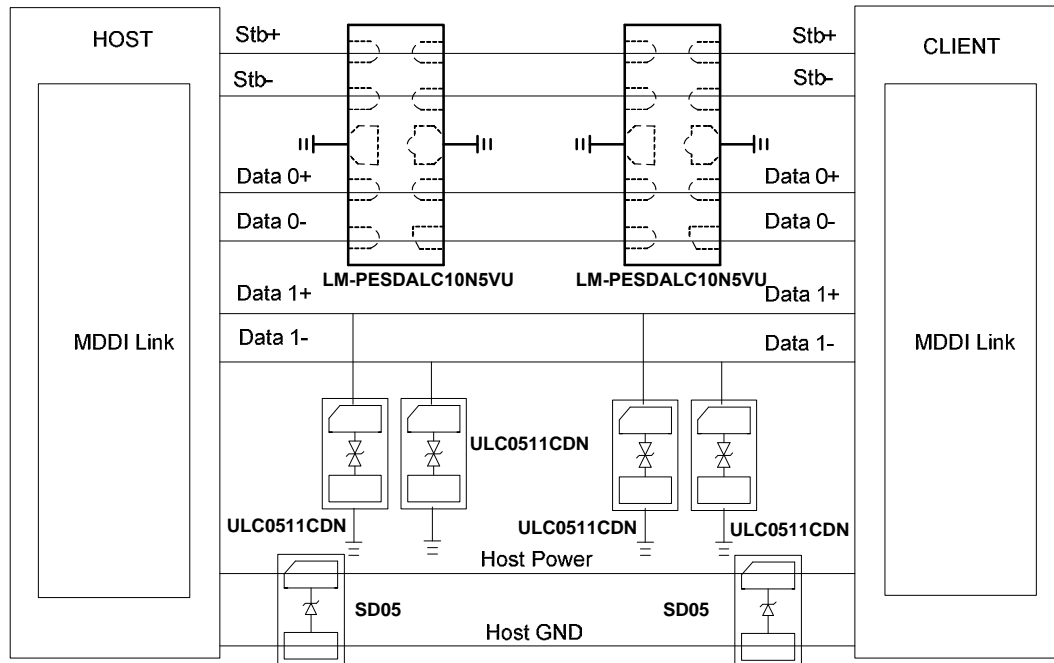 HOST
CLIENT
Stb+
Stb+
Stb-
Stb-
Data 0+
Data 0+
Data 0-
Data 0-
LM-PESDALC10N5VU
LM-PESDALC10N5VU
Data 1+
Data 1+
MDDI Link
Data 1-
Data 1-
MDDI Link
ULC0511CDN
ULC0511CDN
ULC0511CDN
ULC0511CDN
Host Power
SD05
SD05
Host GND